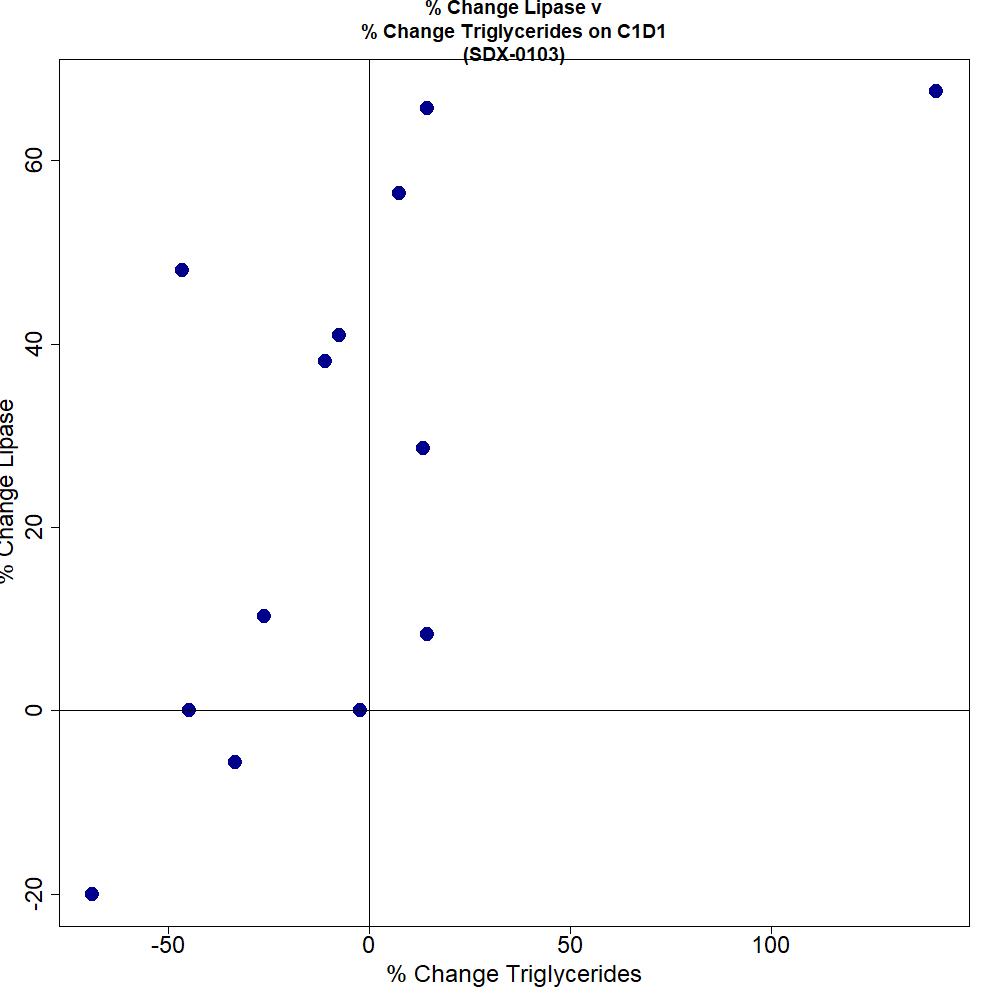 % Change Lipase v
% Change Triglycerides on C1D1
(SDX-0103)
% Change Lipase
60
40
20
0
-20
-50
0
50
100
% Change Triglycerides